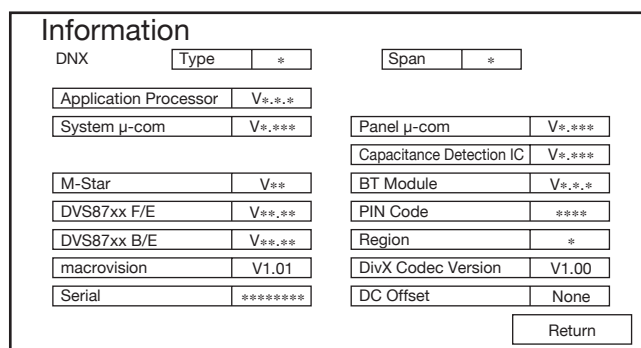 Information
DNX Type * Span *
Application Processor V*.*.*
System µ-com V*.*** Panel µ-com V*.***
Capacitance Detection IC V*.***
M-Star V** BT Module V*.*.*
DVS87xx F/E V**.** PIN Code ****
DVS87xx B/E V**.** Region *
macrovision V1.01 DivX Codec Version V1.00
Serial ******** DC Offset None
Return